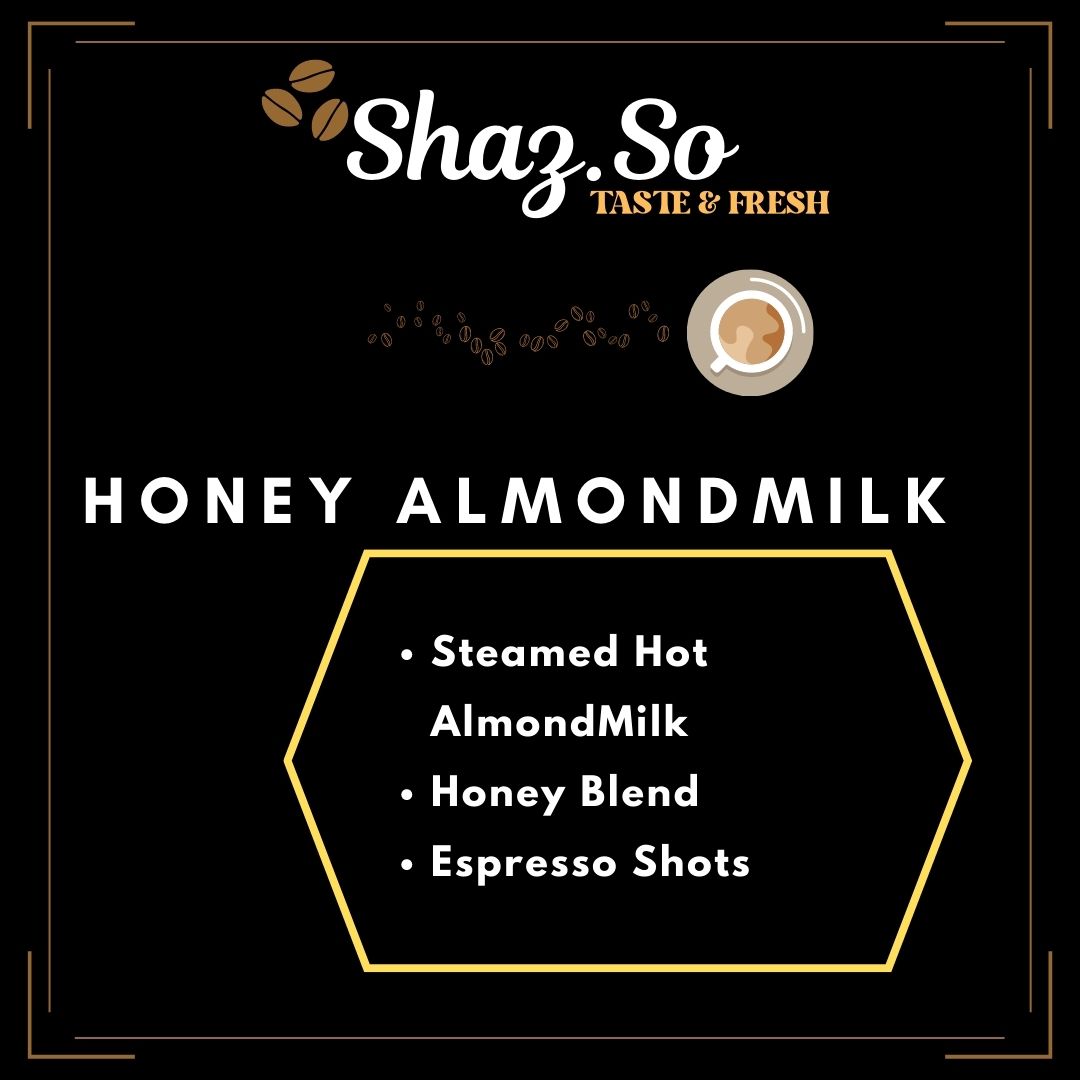 Shaz.So
TASTE & FRESH
HONEY ALMONDMILK
• Steamed Hot
AlmondMilk
• Honey Blend
• Espresso Shots